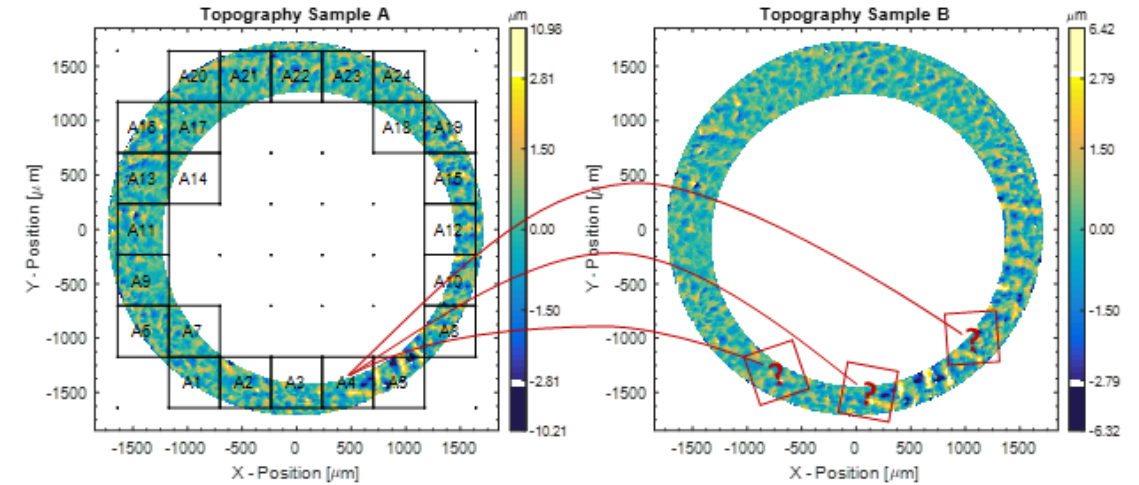 Topography Sample A
μm
10.98
2.81
1.50
0.00
-1.50
-2.81
-10.21
1500
1000
500
0
-500
-1000
-1500
Y - Position [μm]
A20 A21 A22 A23 A24
A16 A17 A18 A19
A13 A14 A15
A11 A12
A9 A10
A6 A7 A8
A1 A2 A3 A4 A5
-1500 -1000 -500 0 500 1000 1500
X - Position [μm]
Topography Sample B
μm
6.42
2.79
1.50
0.00
-1.50
-2.79
-6.32
1500
1000
500
0
-500
-1000
-1500
Y - Position [μm]
? ? ?
-1500 -1000 -500 0 500 1000 1500
X - Position [μm]